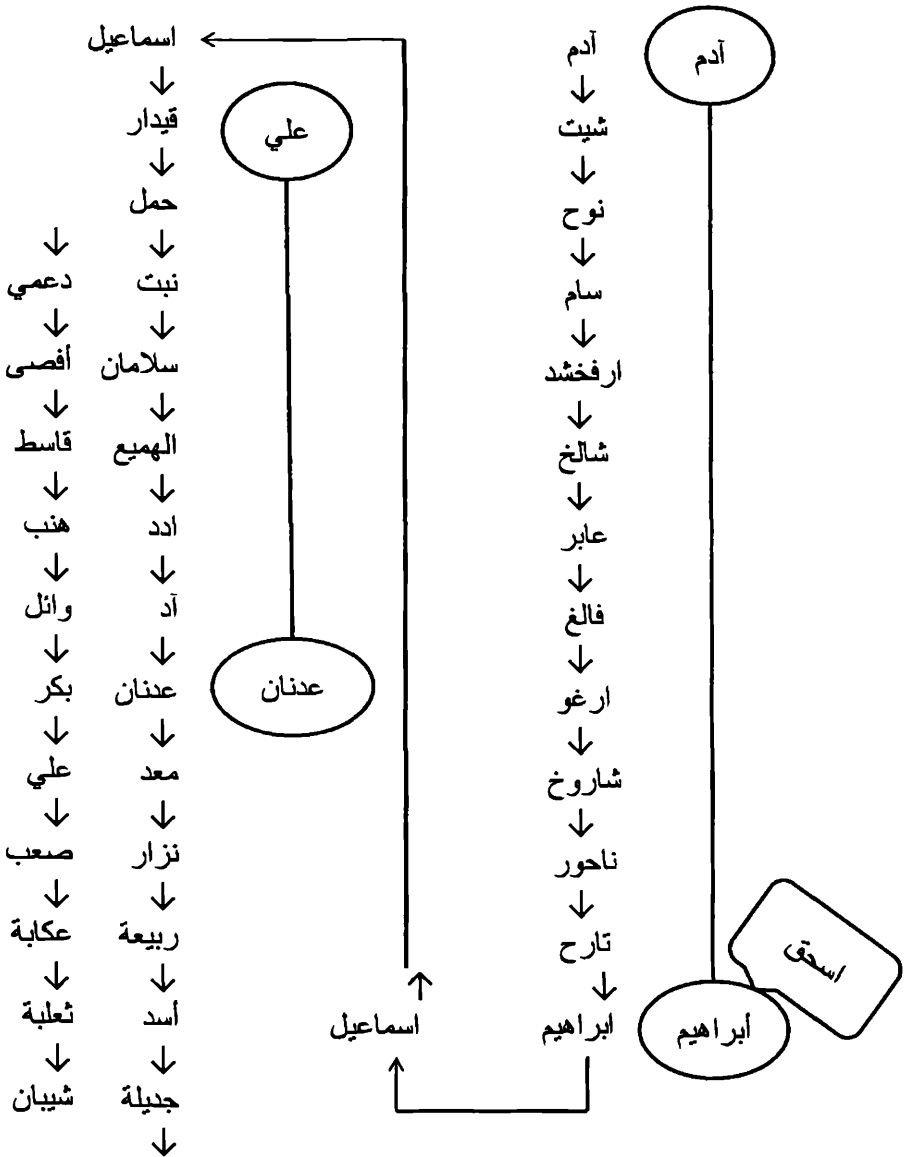 آدم
أبراهيم
اسحق
آدم
شيت
نوح
سام
ارفخشد
شالخ
عابر
فالغ
ارغو
شاروخ
ناحور
تارح
ابراهيم
اسماعيل
علي
عدنان
اسماعيل
قيدار
حمل
نبت
سلامان
الهميع
ادد
آد
عدنان
معد
نزار
ربيعة
أسد
جديلة
دعمي
أفصى
قاسط
هنب
وائل
بكر
علي
صعب
عكابة
ثعلبة
شيبان